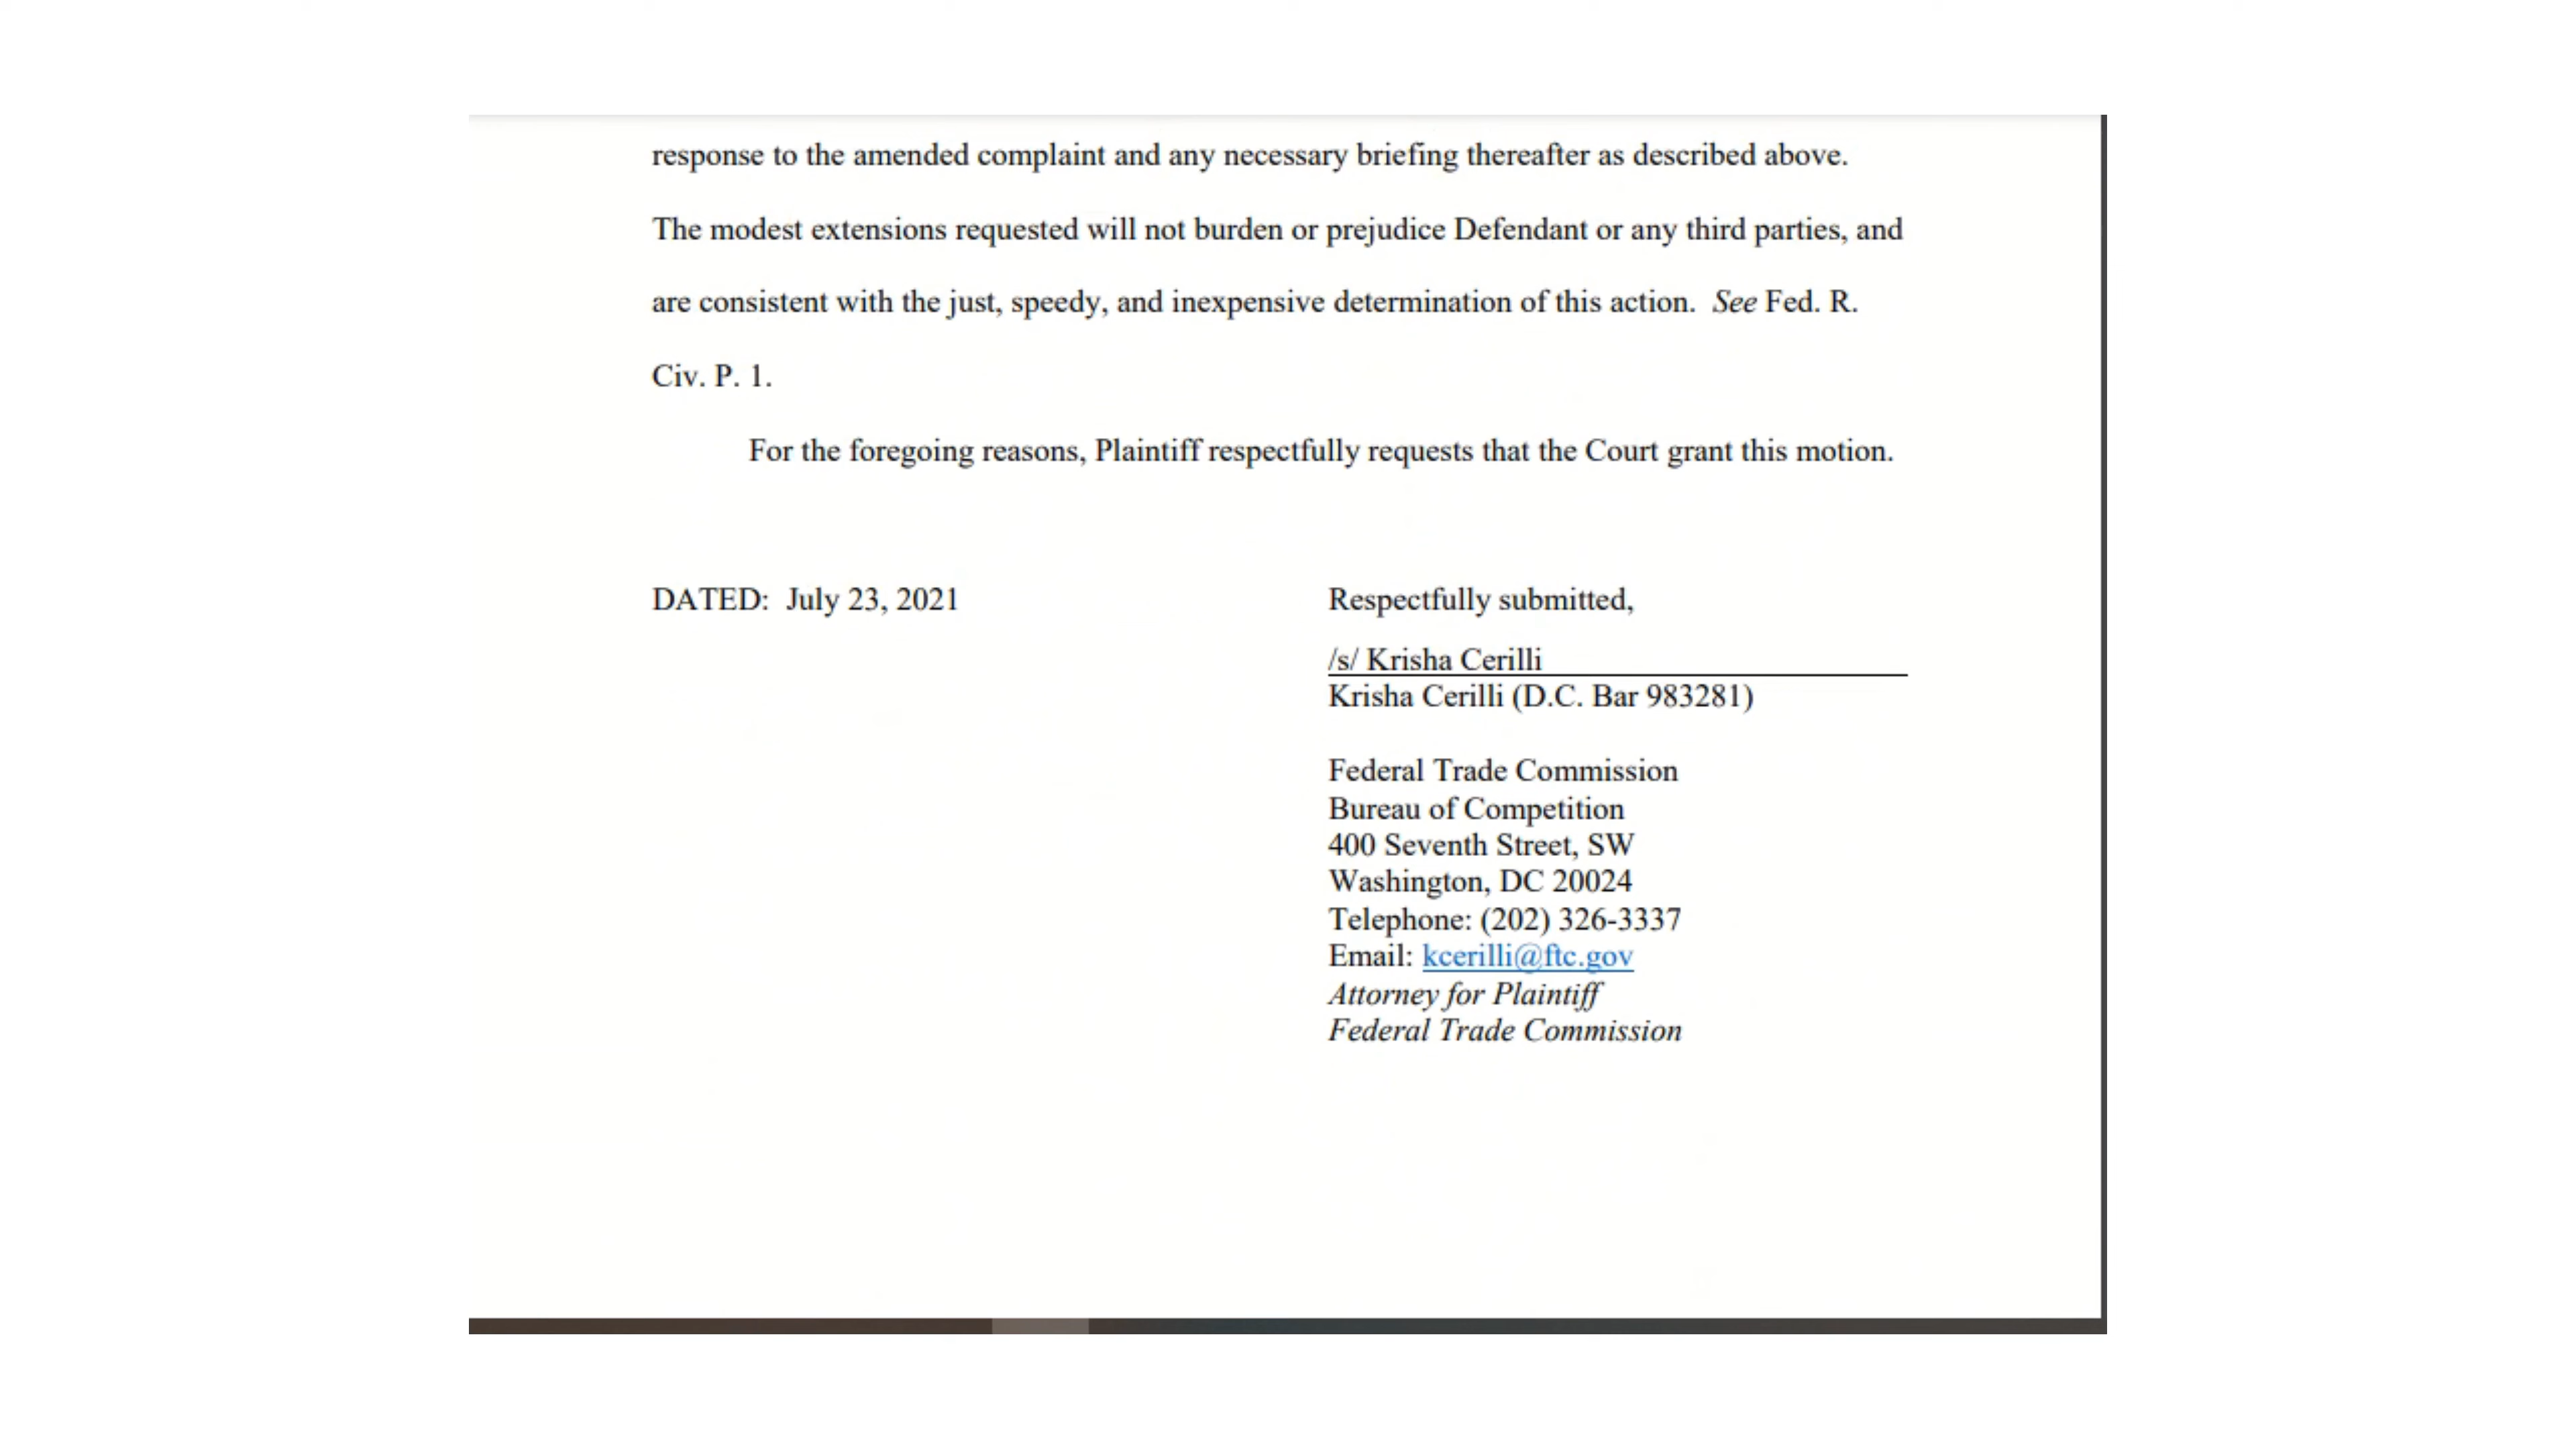 response to the amended complaint and any necessary briefing thereafter as described above.
The modest extensions requested will not burden or prejudice Defendant or any third parties, and
are consistent with the just, speedy, and inexpensive determination of this action.  See Fed. R.
Civ. P. 1.
For the foregoing reasons, Plaintiff respectfully requests that the Court grant this motion.
DATED:  July 23, 2021
Respectfully submitted,
/s/ Krisha Cerilli
Krisha Cerilli (D.C. Bar 983281)
Federal Trade Commission
Bureau of Competition
400 Seventh Street, SW
Washington, DC 20024
Telephone: (202) 326-3337
Email: kcerilli@ftc.gov
Attorney for Plaintiff
Federal Trade Commission